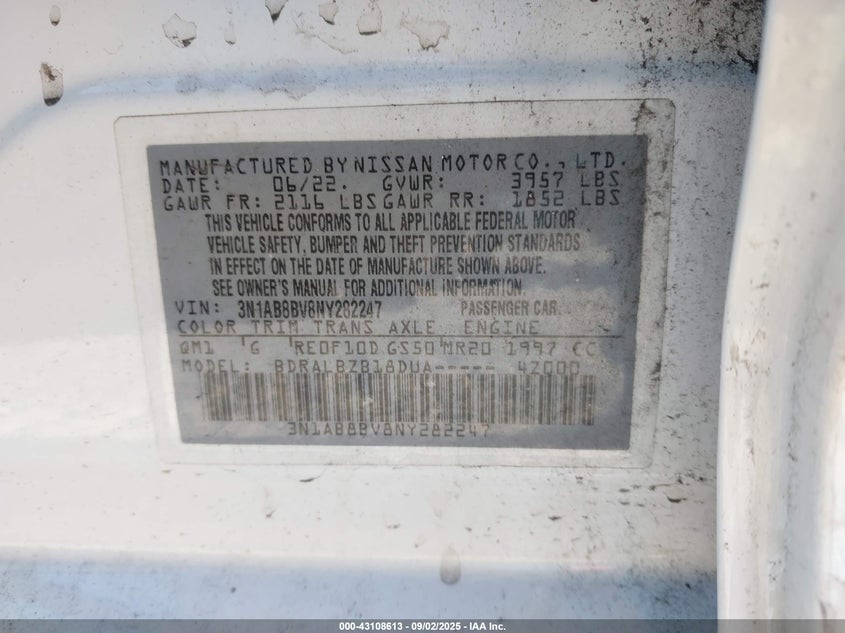 MANUFACTURED BY NISSAN MOTOR CO., LTD.
DATE: 06/22. GVWR: 3957 LBS
GAWR FR: 2116 LBS GAWR RR: 1852 LBS
THIS VEHICLE CONFORMS TO ALL APPLICABLE FEDERAL MOTOR
VEHICLE SAFETY, BUMPER AND THEFT PREVENTION STANDARDS
IN EFFECT ON THE DATE OF MANUFACTURE SHOWN ABOVE.
SEE OWNER'S MANUAL FOR ADDITIONAL INFORMATION.
VIN: 3N1AB8BV8NY282247 PASSENGER CAR.
COLOR TRIM TRANS AXLE ENGINE
QM1 G RE0F10D GS50 MR20 1997 CC
MODEL: BDRALBZB18DUA----- 4Z000
3N1AB8BV8NY282247
000-43108613 - 09/02/2025 - IAA Inc.